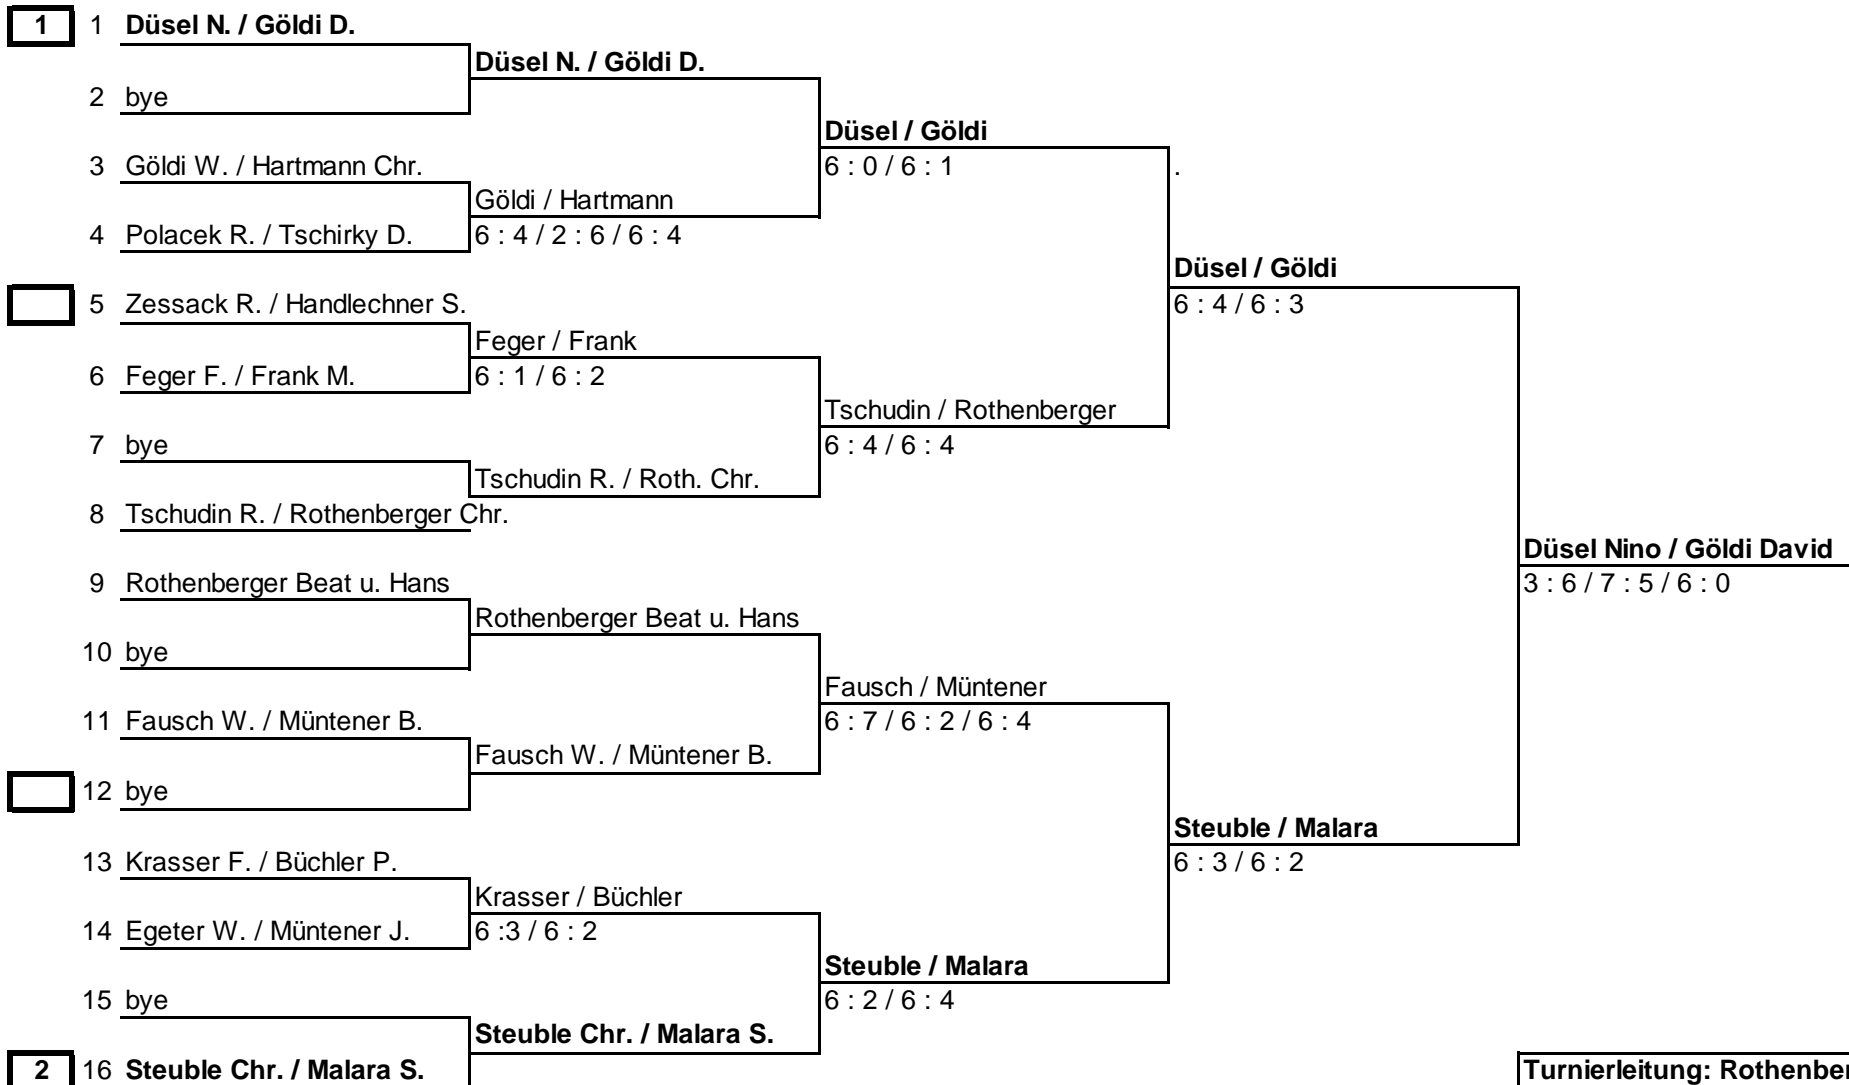 1 1 Düsel N. / Göldi D.
Düsel N. / Göldi D.
2 bye
Düsel / Göldi
3 Göldi W. / Hartmann Chr.
6 : 0 / 6 : 1
.
Göldi / Hartmann
4 Polacek R. / Tschirky D.
6 : 4 / 2 : 6 / 6 : 4
Düsel / Göldi
5 Zessack R. / Handlechner S.
6 : 4 / 6 : 3
Feger / Frank
6 Feger F. / Frank M.
6 : 1 / 6 : 2
Tschudin / Rothenberger
7 bye
6 : 4 / 6 : 4
Tschudin R. / Roth. Chr.
8 Tschudin R. / Rothenberger Chr.
Düsel Nino / Göldi David
9 Rothenberger Beat u. Hans
3 : 6 / 7 : 5 / 6 : 0
Rothenberger Beat u. Hans
10 bye
Fausch / Müntener
11 Fausch W. / Müntener B.
6 : 7 / 6 : 2 / 6 : 4
Fausch W. / Müntener B.
12 bye
Steuble / Malara
13 Krasser F. / Büchler P.
6 : 3 / 6 : 2
Krasser / Büchler
14 Egeter W. / Müntener J.
6 :3 / 6 : 2
Steuble / Malara
15 bye
6 : 2 / 6 : 4
Steuble Chr. / Malara S.
2 16 Steuble Chr. / Malara S.
Turnierleitung: